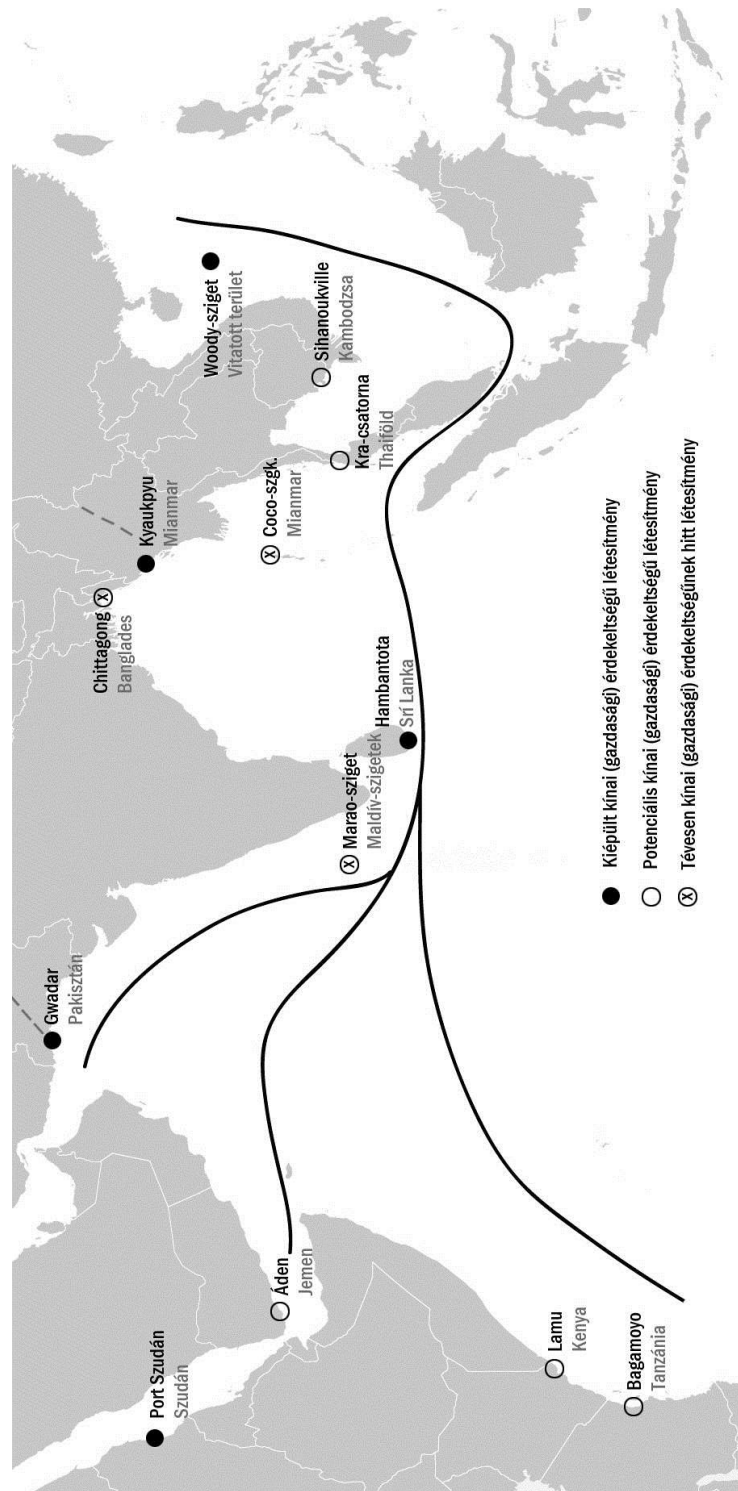 Port Szudán
Szudán
Áden
Jemen
Lamu
Kenya
Bagamoyo
Tanzánia
Gwadar
Pakisztán
Marao-sziget
Maldív-szigetek
Hambantota
Srí Lanka
Chittagong
Banglades
Kyaukpyu
Mianmar
Coco-szgk.
Mianmar
Kra-csatorna
Thaiföld
Sihanoukville
Kambodzsa
Woody-sziget
Vitatott terület
Kiépült kínai (gazdasági) érdekeltségű létesítmény
Potenciális kínai (gazdasági) érdekeltségű létesítmény
X Tévesen kínai (gazdasági) érdekeltségűnek hitt létesítmény